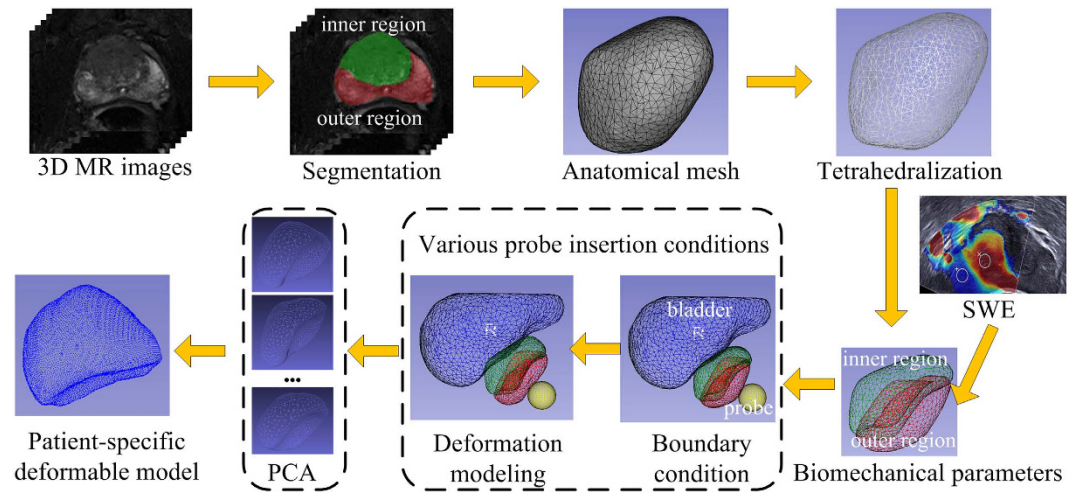 inner region
outer region
3D MR images
Segmentation
Anatomical mesh
Tetrahedralization
SWE
inner region
outer region
Biomechanical parameters
Various probe insertion conditions
bladder
probe
Boundary
condition
Deformation
modeling
...
PCA
Patient-specific
deformable model